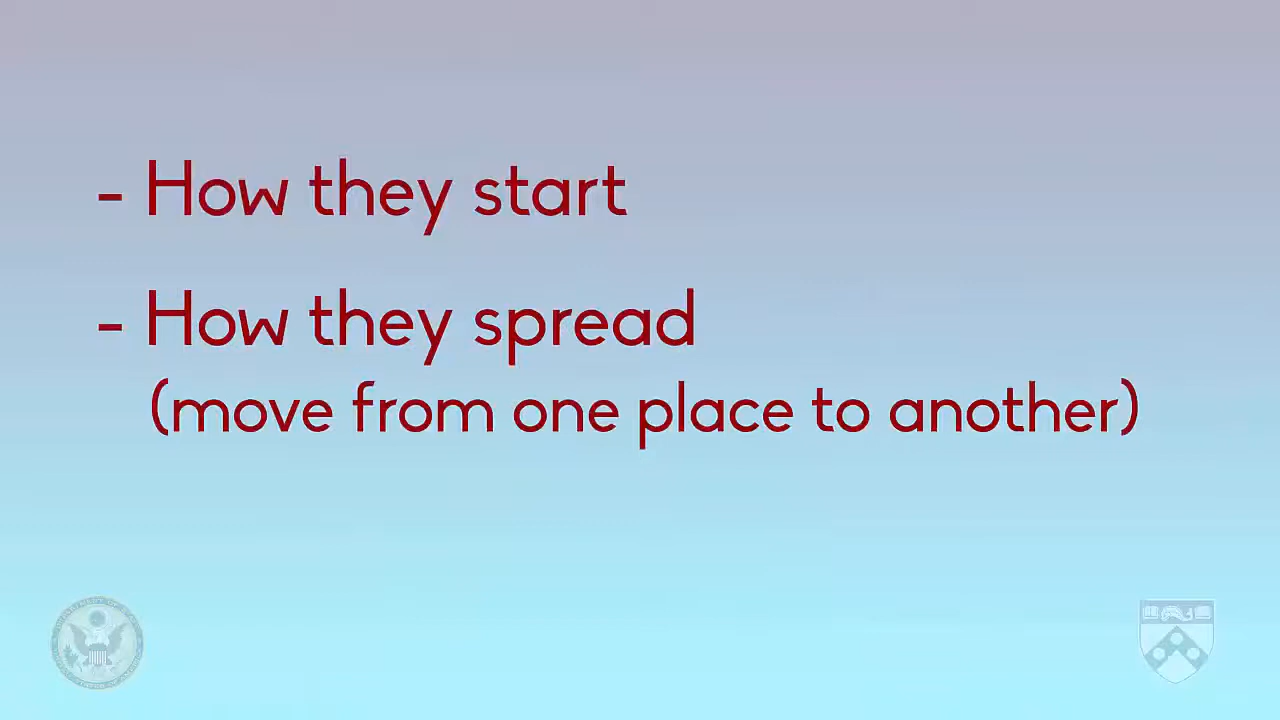 - How they start
- How they spread
(move from one place to another)